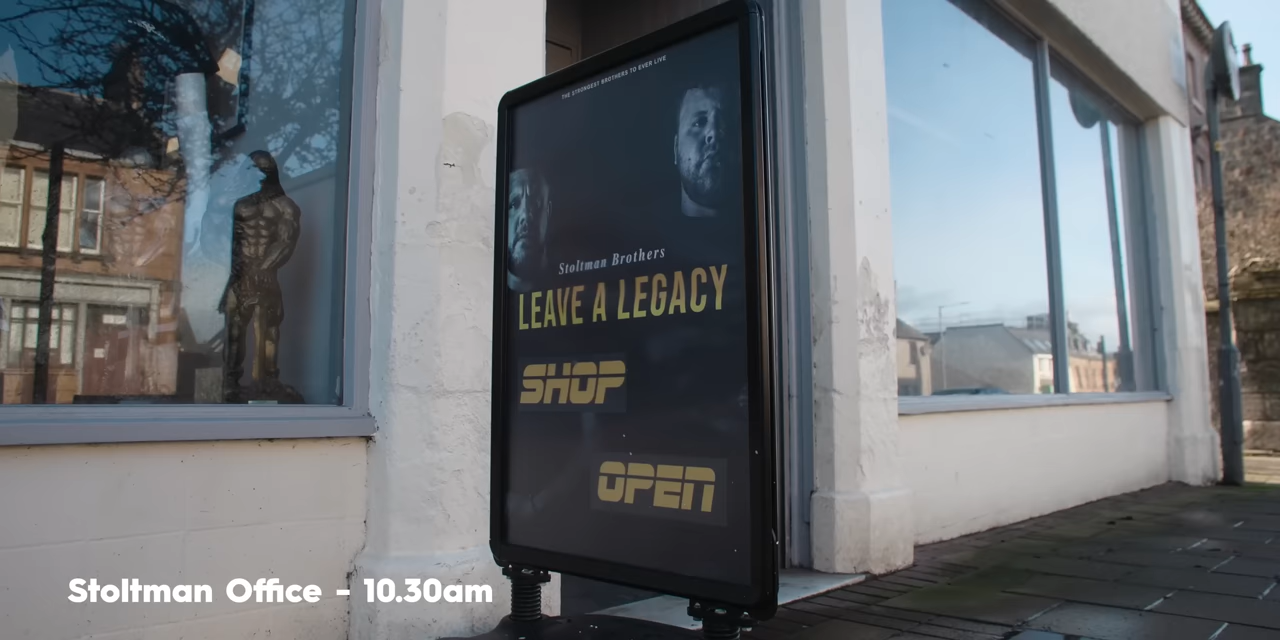 THE STRONGEST BROTHERS TO EVER LIVE
Stoltman Brothers
LEAVE A LEGACY
SHOP
OPEN
Stoltman Office - 10.30am